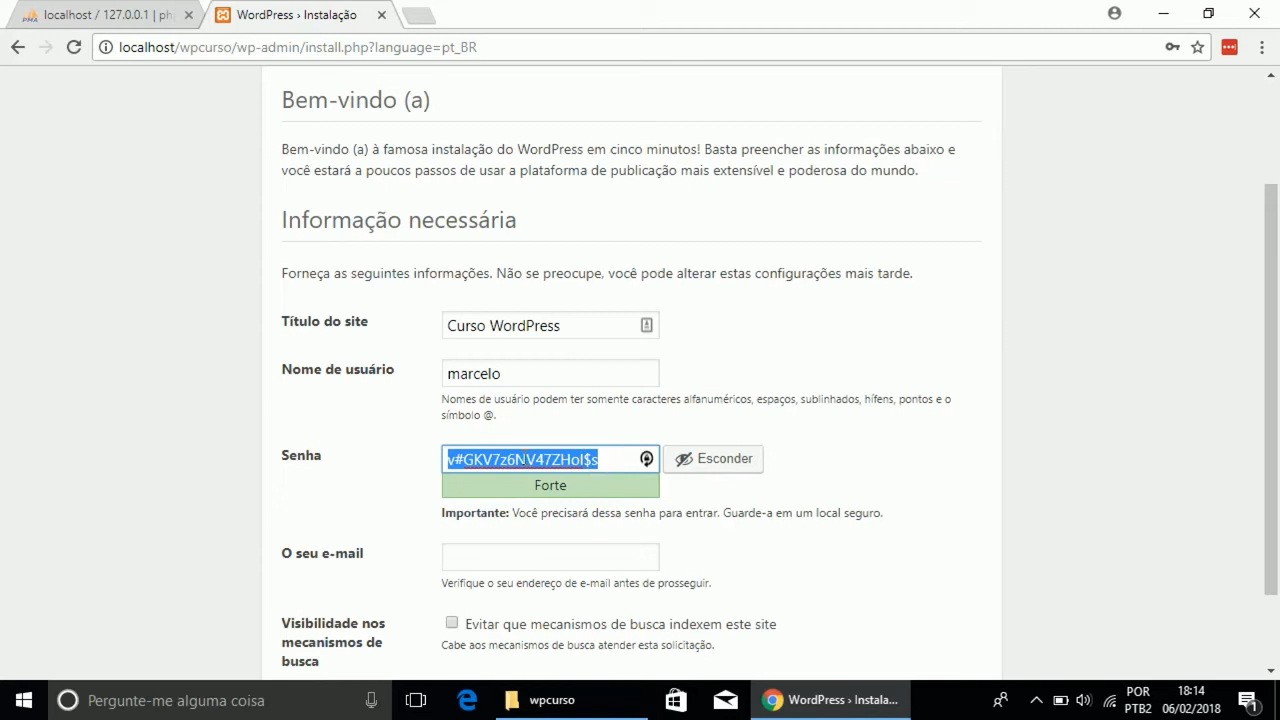 localhost / 127.0.0.1 | ph
WordPress › Instalação
localhost/wpcurso/wp-admin/install.php?language=pt_BR
Bem-vindo (a)
Bem-vindo (a) à famosa instalação do WordPress em cinco minutos! Basta preencher as informações abaixo e
você estará a poucos passos de usar a plataforma de publicação mais extensível e poderosa do mundo.
Informação necessária
Forneça as seguintes informações. Não se preocupe, você pode alterar estas configurações mais tarde.
Título do site
Curso WordPress
Nome de usuário
marcelo
Nomes de usuário podem ter somente caracteres alfanuméricos, espaços, sublinhados, hífens, pontos e o
símbolo @.
Senha
v#GKV7z6NV47ZHol$s
Esconder
Forte
Importante: Você precisará dessa senha para entrar. Guarde-a em um local seguro.
O seu e-mail
Verifique o seu endereço de e-mail antes de prosseguir.
Visibilidade nos
mecanismos de
busca
Evitar que mecanismos de busca indexem este site
Cabe aos mecanismos de busca atender esta solicitação.
Pergunte-me alguma coisa
wpcurso
WordPress › Instala...
POR
PTB2
18:14
06/02/2018
1